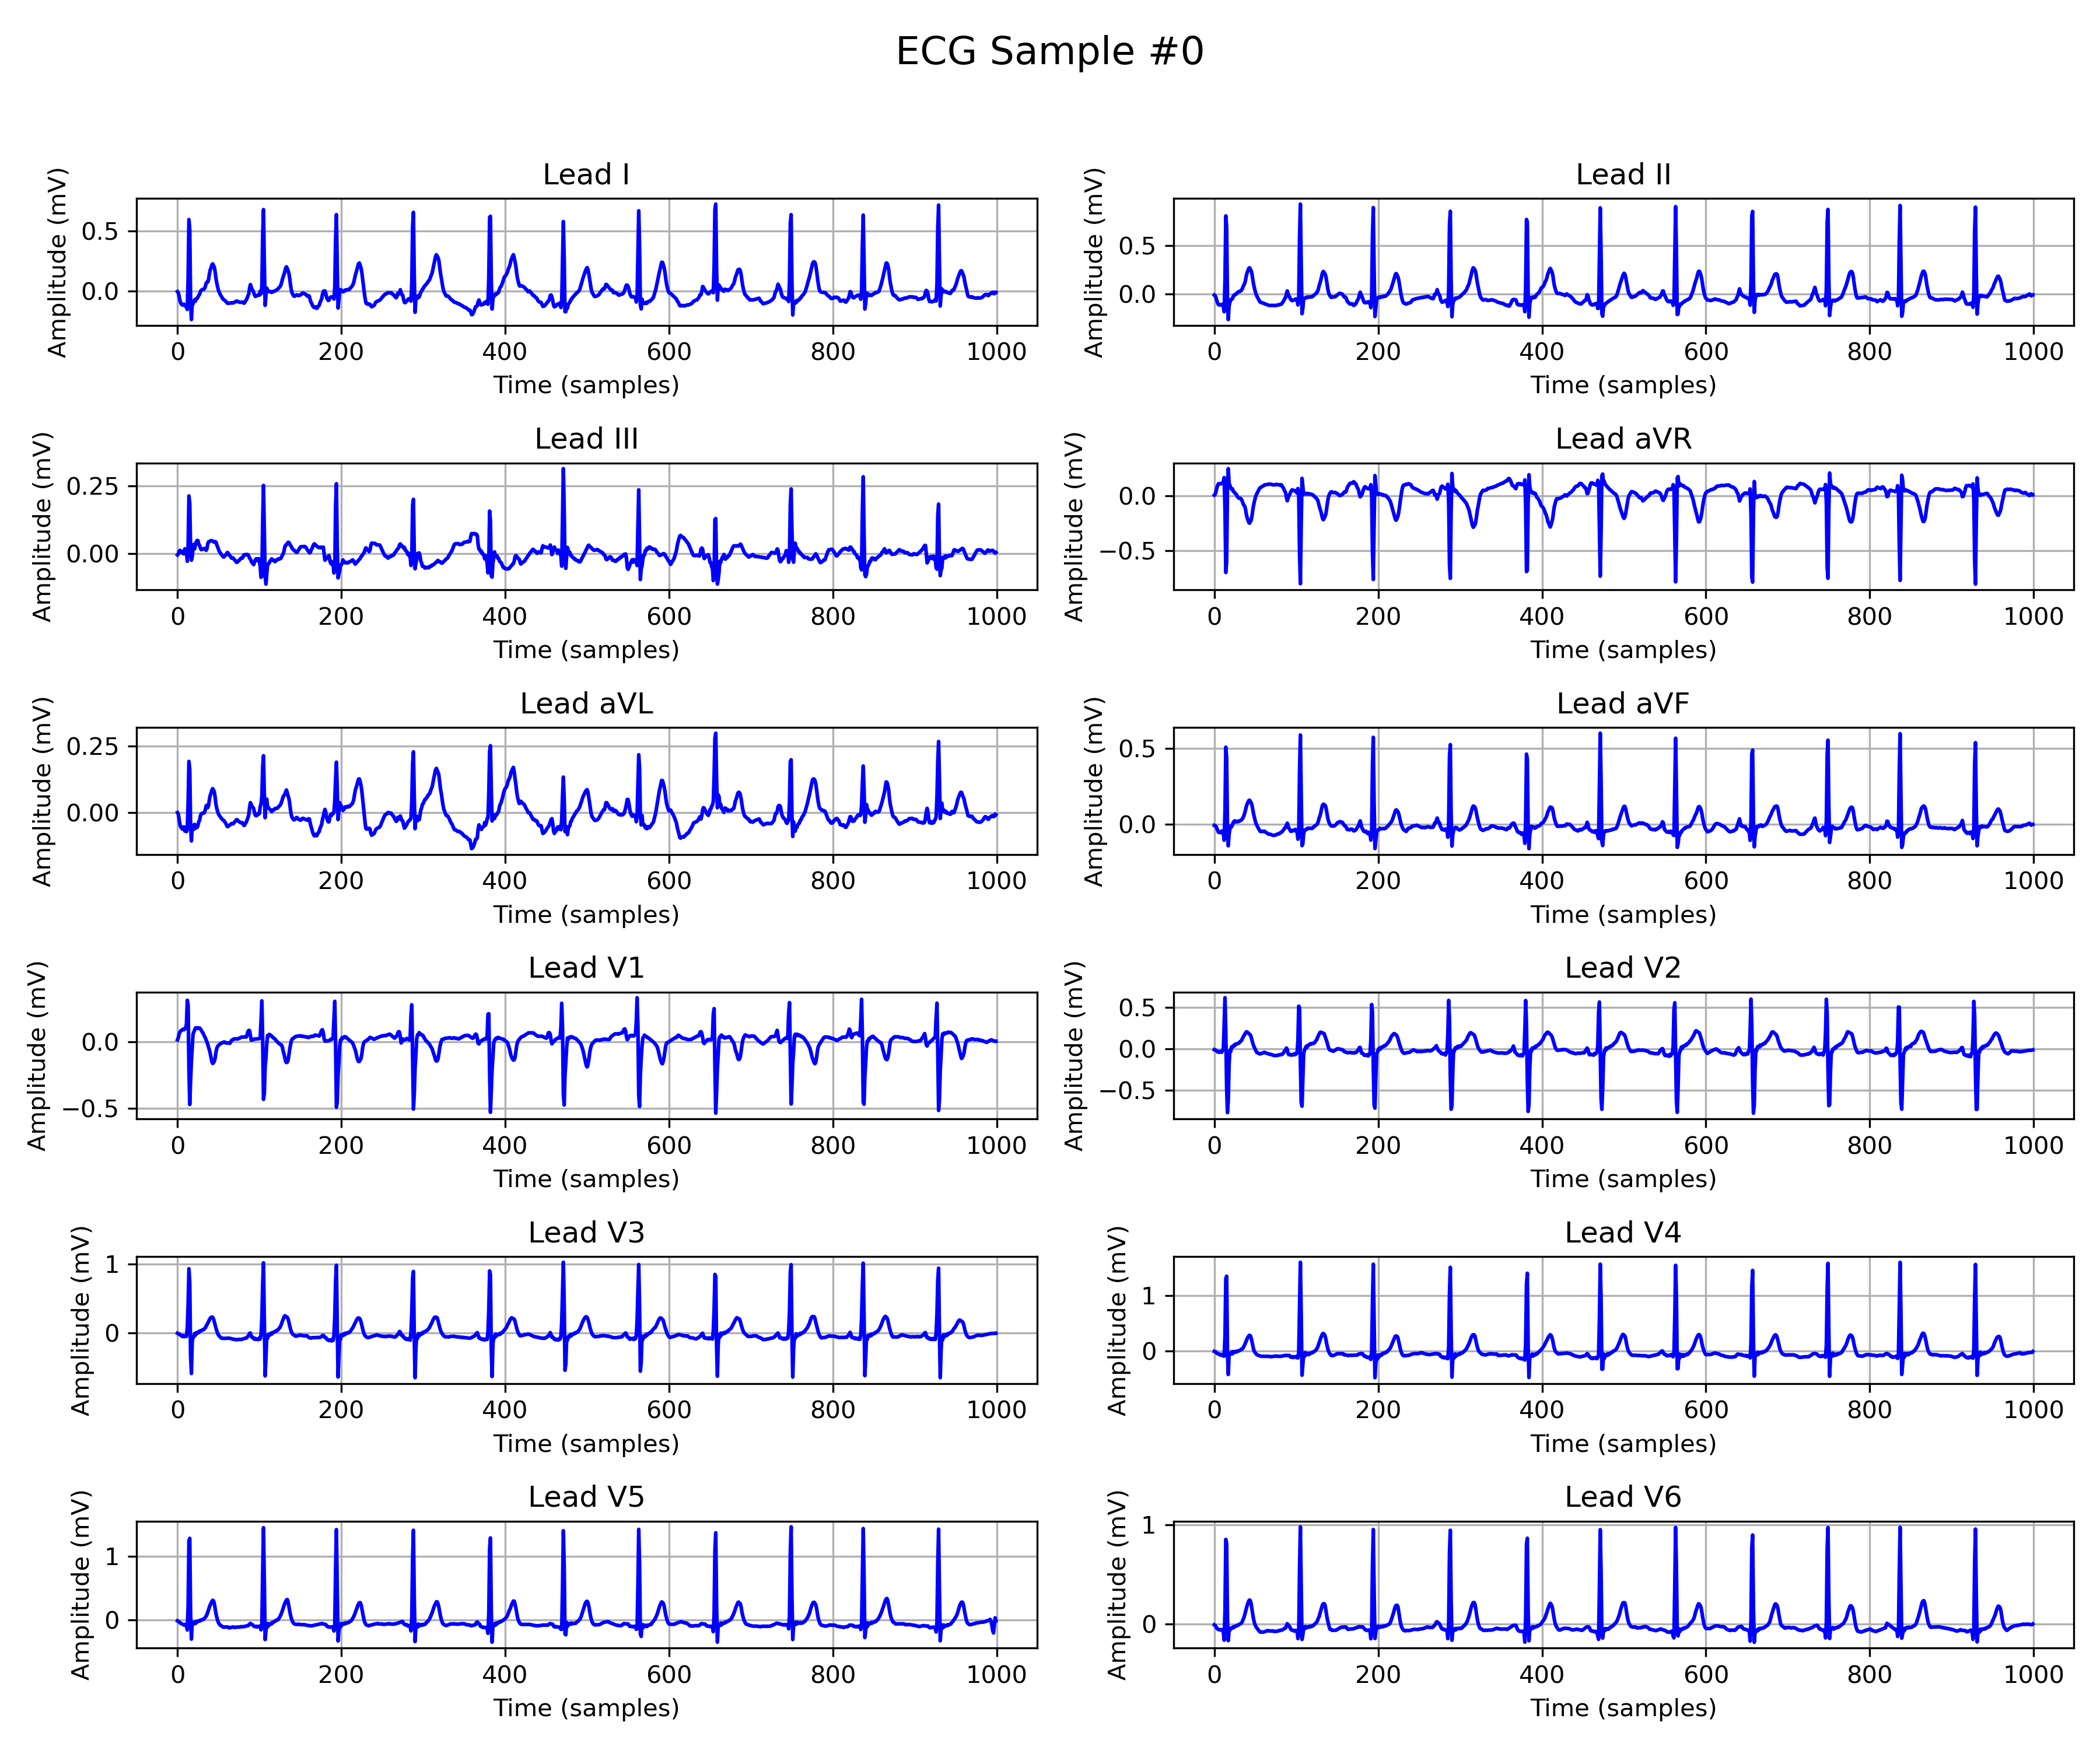 ECG Sample #0
Lead I
Amplitude (mV)
0.5
0.0
0 200 400 600 800 1000
Time (samples)
Lead II
Amplitude (mV)
0.5
0.0
0 200 400 600 800 1000
Time (samples)
Lead III
Amplitude (mV)
0.25
0.00
0 200 400 600 800 1000
Time (samples)
Lead aVR
Amplitude (mV)
0.0
−0.5
0 200 400 600 800 1000
Time (samples)
Lead aVL
Amplitude (mV)
0.25
0.00
0 200 400 600 800 1000
Time (samples)
Lead aVF
Amplitude (mV)
0.5
0.0
0 200 400 600 800 1000
Time (samples)
Lead V1
Amplitude (mV)
0.0
−0.5
0 200 400 600 800 1000
Time (samples)
Lead V2
Amplitude (mV)
0.5
0.0
−0.5
0 200 400 600 800 1000
Time (samples)
Lead V3
Amplitude (mV)
1
0
0 200 400 600 800 1000
Time (samples)
Lead V4
Amplitude (mV)
1
0
0 200 400 600 800 1000
Time (samples)
Lead V5
Amplitude (mV)
1
0
0 200 400 600 800 1000
Time (samples)
Lead V6
Amplitude (mV)
1
0
0 200 400 600 800 1000
Time (samples)